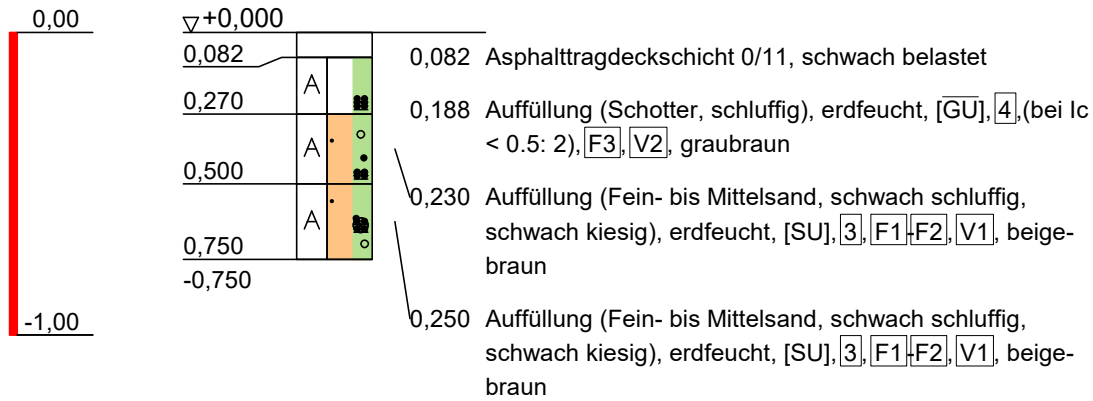 0,00
+0,000
0,082
0,082 Asphalttragdeckschicht 0/11, schwach belastet
A
0,270
0,188 Auffüllung (Schotter, schluffig), erdfeucht, [G̅U̅], 4,(bei Ic
< 0.5: 2), F3, V2, graubraun
A
0,500
0,230 Auffüllung (Fein- bis Mittelsand, schwach schluffig,
schwach kiesig), erdfeucht, [SU], 3, F1-F2, V1, beige-
braun
A
0,750
-0,750
-1,00
0,250 Auffüllung (Fein- bis Mittelsand, schwach schluffig,
schwach kiesig), erdfeucht, [SU], 3, F1-F2, V1, beige-
braun